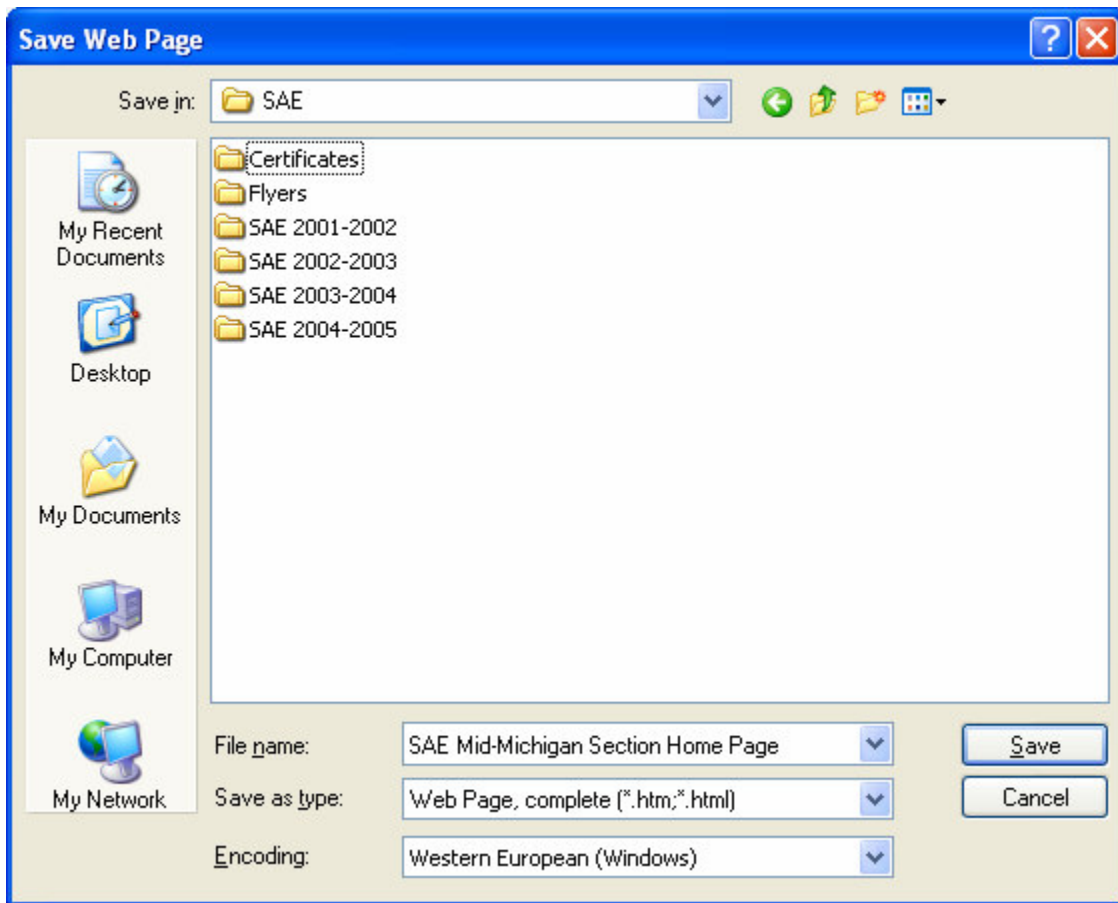 Save Web Page
Save in:
SAE
My Recent
Documents
Desktop
My Documents
My Computer
My Network
Certificates
Flyers
SAE 2001-2002
SAE 2002-2003
SAE 2003-2004
SAE 2004-2005
File name:
SAE Mid-Michigan Section Home Page
Save
Save as type:
Web Page, complete (*.htm;*.html)
Cancel
Encoding:
Western European (Windows)